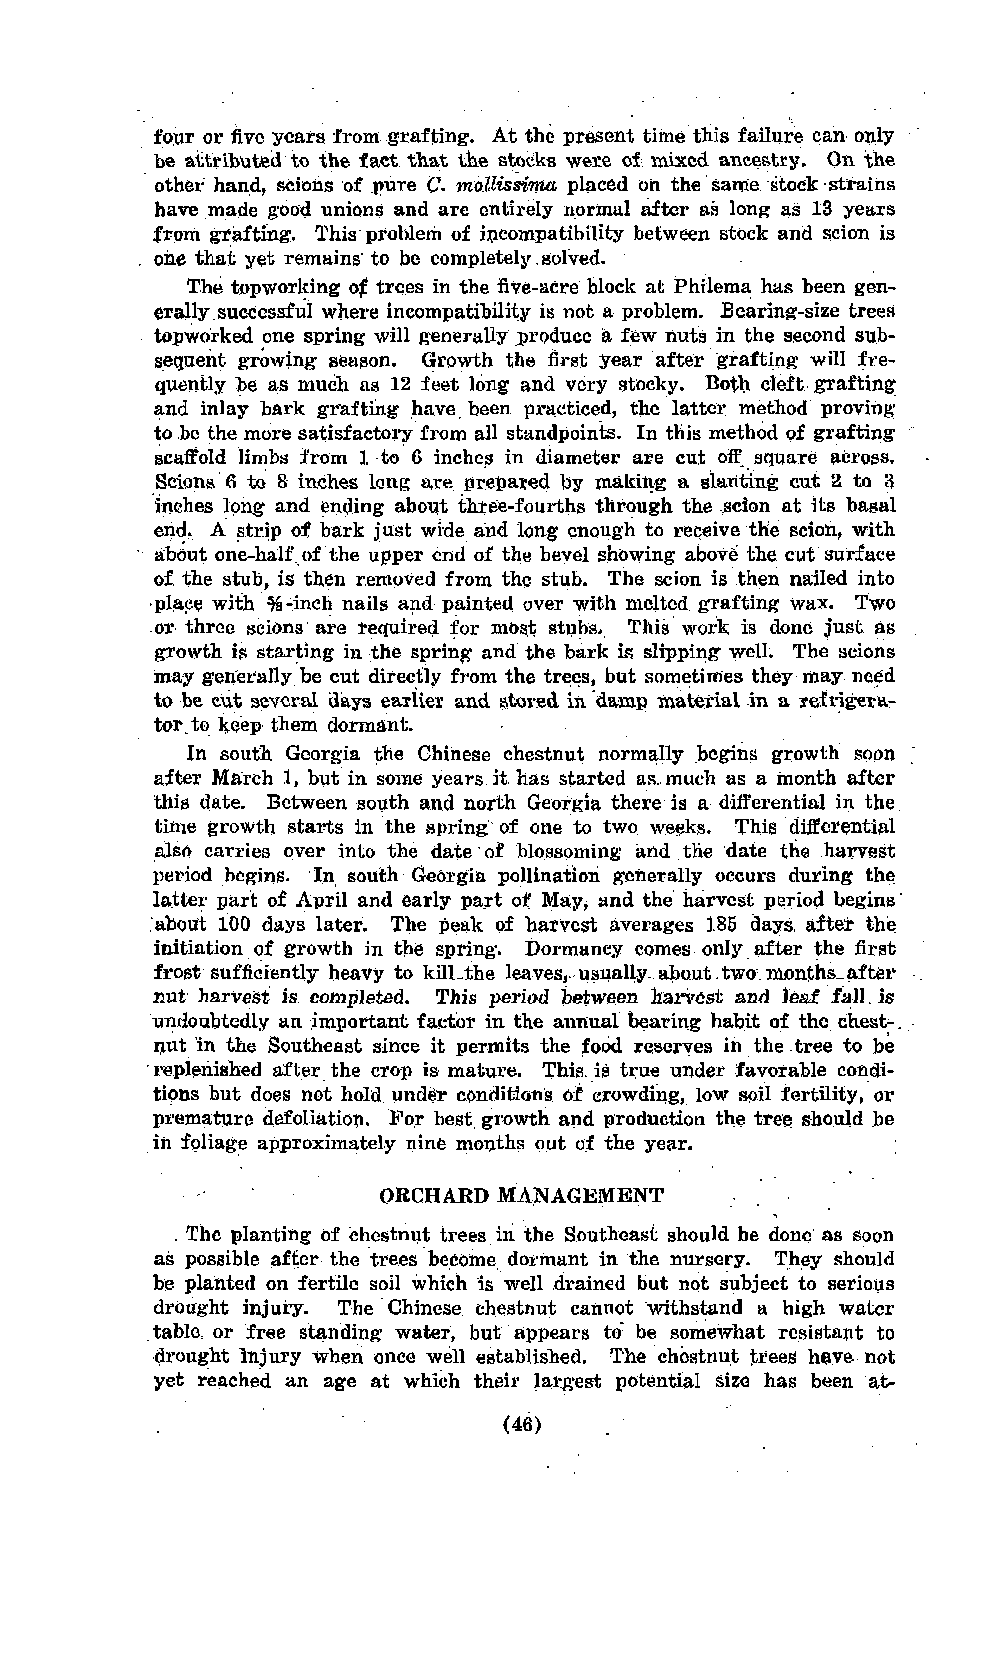 four or five years from grafting. At the present time this failure can only
be attributed to the fact that the stocks were of mixed ancestry. On the
other hand, scions of pure C. mollissima placed on the same stock strains
have made good unions and are entirely normal after as long as 13 years
from grafting. This problem of incompatibility between stock and scion is
one that yet remains to be completely solved.
The topworking of trees in the five-acre block at Philema has been gen-
erally successful where incompatibility is not a problem. Bearing-size trees
topworked one spring will generally produce a few nuts in the second sub-
sequent growing season. Growth the first year after grafting will fre-
quently be as much as 12 feet long and very stocky. Both cleft grafting
and inlay bark grafting have been practiced, the latter method proving
to be the more satisfactory from all standpoints. In this method of grafting
scaffold limbs from 1 to 6 inches in diameter are cut off square across.
Scions 6 to 8 inches long are prepared by making a slanting cut 2 to 3
inches long and ending about three-fourths through the scion at its basal
end. A strip of bark just wide and long enough to receive the scion, with
about one-half of the upper end of the bevel showing above the cut surface
of the stub, is then removed from the stub. The scion is then nailed into
place with -inch nails and painted over with melted grafting wax. Two
or three scions are required for most stubs. This work is done just as
growth is starting in the spring and the bark is slipping well. The scions
may generally be cut directly from the trees, but sometimes they may need
to be cut several days earlier and stored in damp material in a refrigera-
tor to keep them dormant.
In south Georgia the Chinese chestnut normally begins growth soon
after March 1, but in some years it has started as much as a month after
this date. Between south and north Georgia there is a differential in the
time growth starts in the spring of one to two weeks. This differential
also carries over into the date of blossoming and the date the harvest
period begins. In south Georgia pollination generally occurs during the
latter part of April and early part of May, and the harvest period begins
about 100 days later. The peak of harvest averages 185 days after the
initiation of growth in the spring. Dormancy comes only after the first
frost sufficiently heavy to kill the leaves, usually about two months after
nut harvest is completed. This period between harvest and leaf fall is
undoubtedly an important factor in the annual bearing habit of the chest-
nut in the Southeast since it permits the food reserves in the tree to be
replenished after the crop is mature. This is true under favorable condi-
tions but does not hold under conditions of crowding, low soil fertility, or
premature defoliation. For best growth and production the tree should be
in foliage approximately nine months out of the year.
ORCHARD MANAGEMENT
The planting of chestnut trees in the Southeast should be done as soon
as possible after the trees become dormant in the nursery. They should
be planted on fertile soil which is well drained but not subject to serious
drought injury. The Chinese chestnut cannot withstand a high water
table or free standing water, but appears to be somewhat resistant to
drought injury when once well established. The chestnut trees have not
yet reached an age at which their largest potential size has been at-
(46)